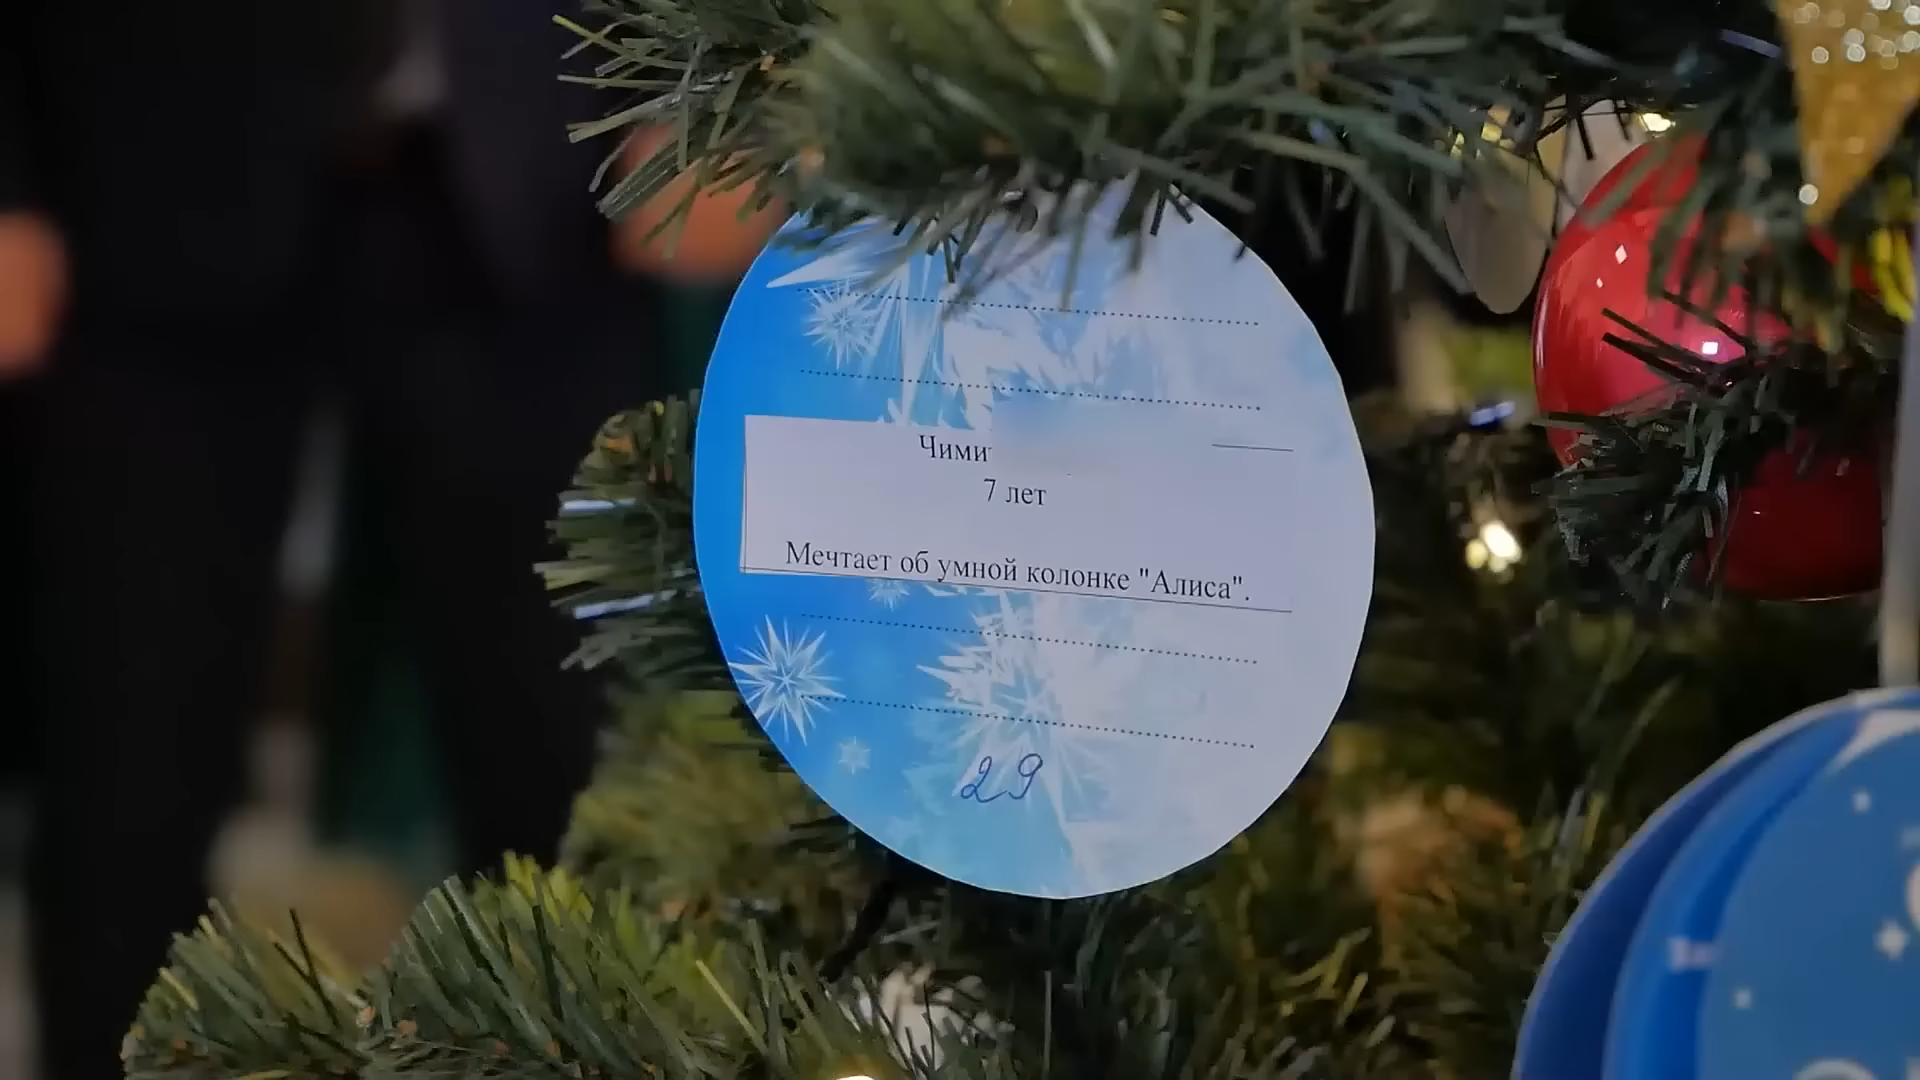 Чими
7 лет
Мечтает об умной колонке "Алиса".
29